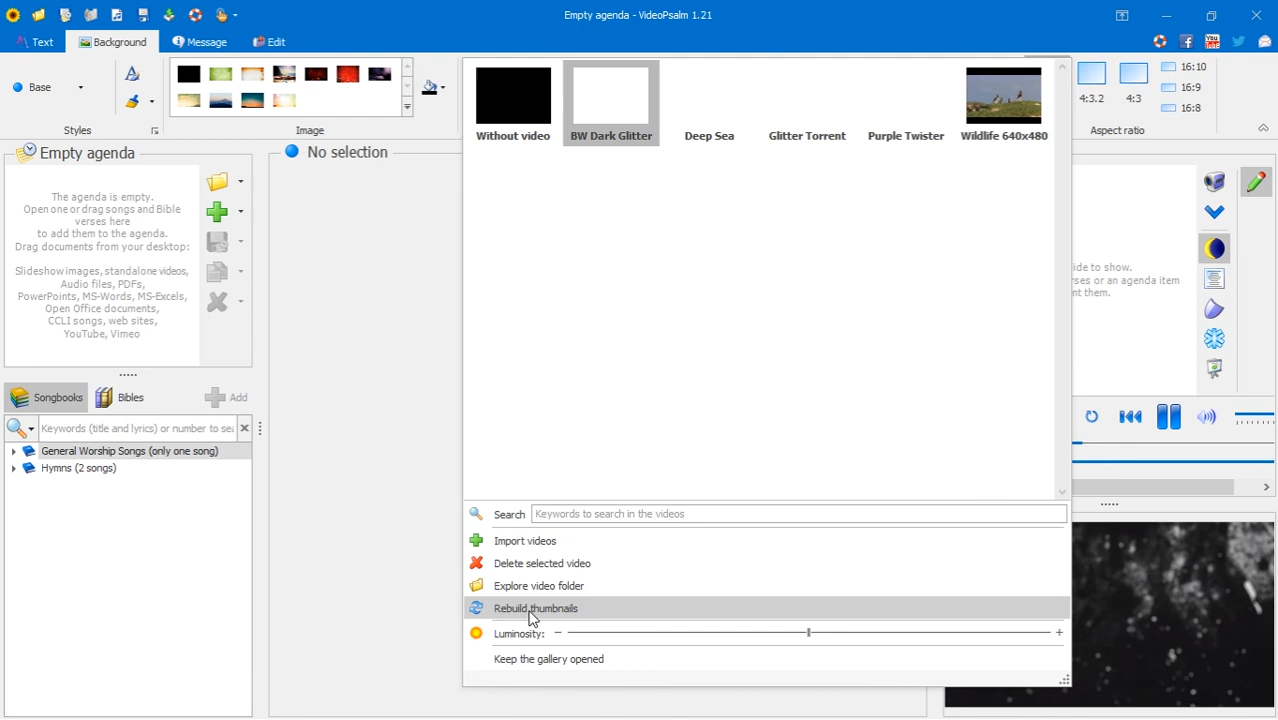 Empty agenda - VideoPsalm 1.21
Text
Background
Message
Edit
Base
Styles
Image
4:3.2
4:3
16:10
16:9
16:8
Aspect ratio
Without video
BW Dark Glitter
Deep Sea
Glitter Torrent
Purple Twister
Wildlife 640x480
Empty agenda
The agenda is empty.
Open one or drag songs and Bible
verses here
to add them to the agenda.
Drag documents from your desktop:
Slideshow images, standalone videos,
Audio files, PDFs,
PowerPoints, MS-Words, MS-Excels,
Open Office documents,
CCLI songs, web sites,
YouTube, Vimeo
No selection
ide to show.
rses or an agenda item
nt them.
Songbooks
Bibles
Add
Keywords (title and lyrics) or number to sea
General Worship Songs (only one song)
Hymns (2 songs)
Search
Keywords to search in the videos
Import videos
Delete selected video
Explore video folder
Rebuild thumbnails
Luminosity:
Keep the gallery opened